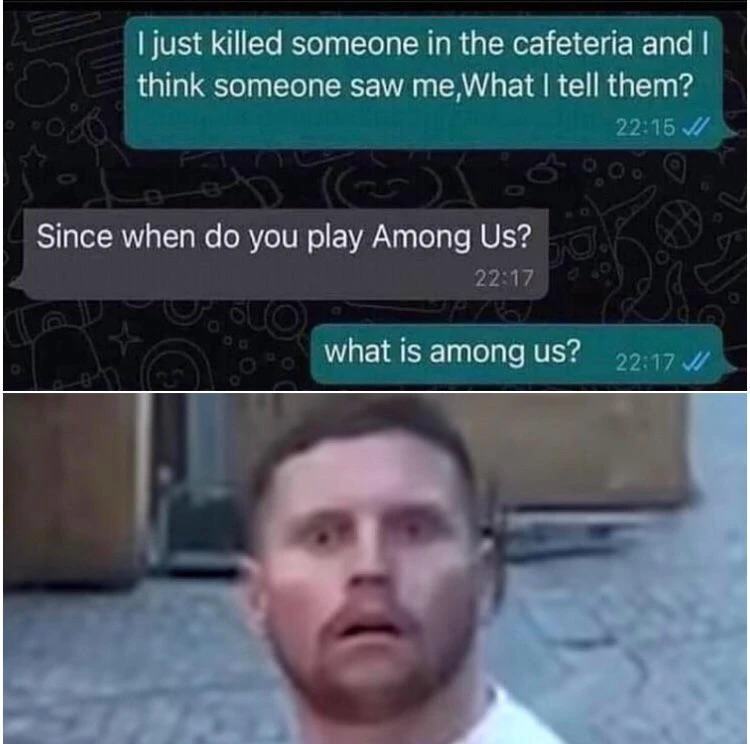 I just killed someone in the cafeteria and I
think someone saw me,What I tell them?
22:15
Since when do you play Among Us?
22:17
what is among us?
22:17